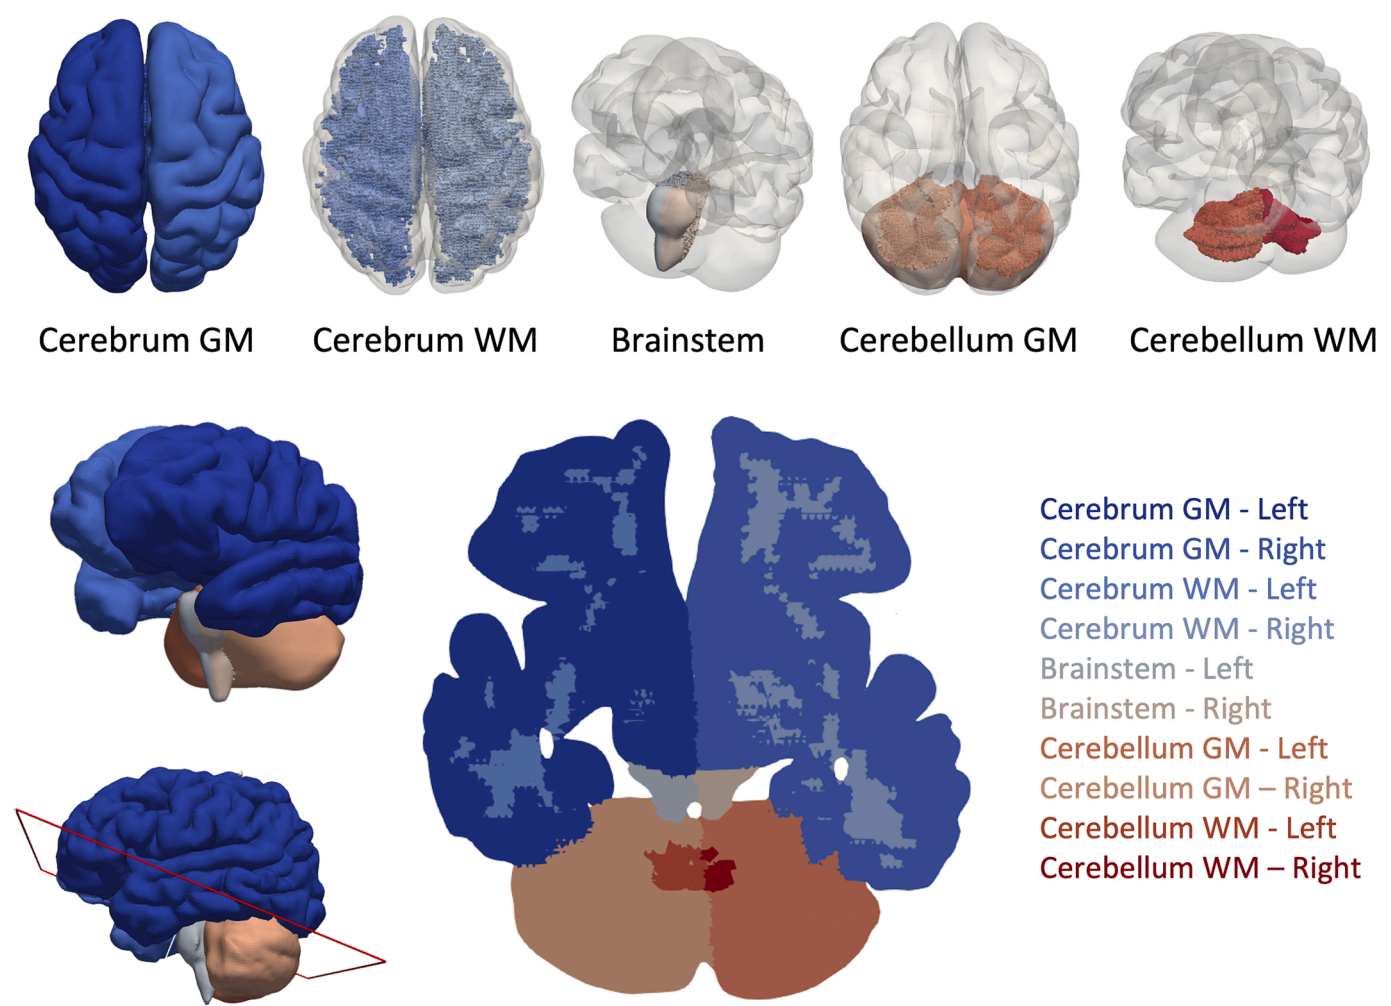 Cerebrum GM
Cerebrum WM
Brainstem
Cerebellum GM
Cerebellum WM
Cerebrum GM - Left
Cerebrum GM - Right
Cerebrum WM - Left
Cerebrum WM - Right
Brainstem - Left
Brainstem - Right
Cerebellum GM - Left
Cerebellum GM – Right
Cerebellum WM - Left
Cerebellum WM – Right